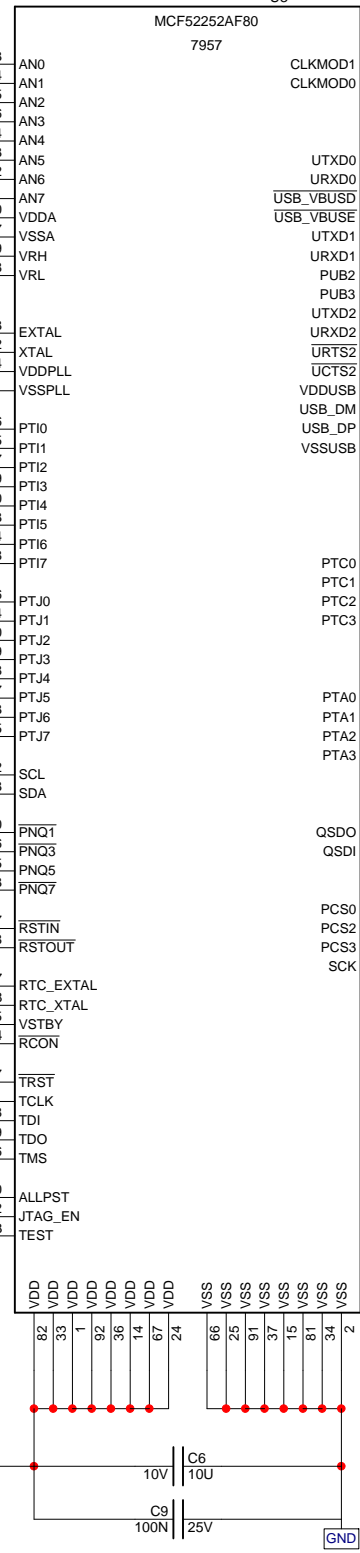 MCF52252AF80
7957
AN0
AN1
AN2
AN3
AN4
AN5
AN6
AN7
VDDA
VSSA
VRH
VRL
EXTAL
XTAL
VDDPLL
VSSPLL
PTI0
PTI1
PTI2
PTI3
PTI4
PTI5
PTI6
PTI7
PTJ0
PTJ1
PTJ2
PTJ3
PTJ4
PTJ5
PTJ6
PTJ7
SCL
SDA
PNQ1
PNQ3
PNQ5
PNQ7
RSTIN
RSTOUT
RTC_EXTAL
RTC_XTAL
VSTBY
RCON
TRST
TCLK
TDI
TDO
TMS
ALLPST
JTAG_EN
TEST
CLKMOD1
CLKMOD0
UTXD0
URXD0
USB_VBUSD
USB_VBUSE
UTXD1
URXD1
PUB2
PUB3
UTXD2
URXD2
URTS2
UCTS2
VDDUSB
USB_DM
USB_DP
VSSUSB
PTC0
PTC1
PTC2
PTC3
PTA0
PTA1
PTA2
PTA3
QSDO
QSDI
PCS0
PCS2
PCS3
SCK
VDD VDD VDD VDD VDD VDD VDD VDD VSS VSS VSS VSS VSS VSS VSS VSS
82 33 1 92 36 14 67 24 66 25 91 37 15 81 34 2
C6
10V 10U
C9
100N 25V
GND